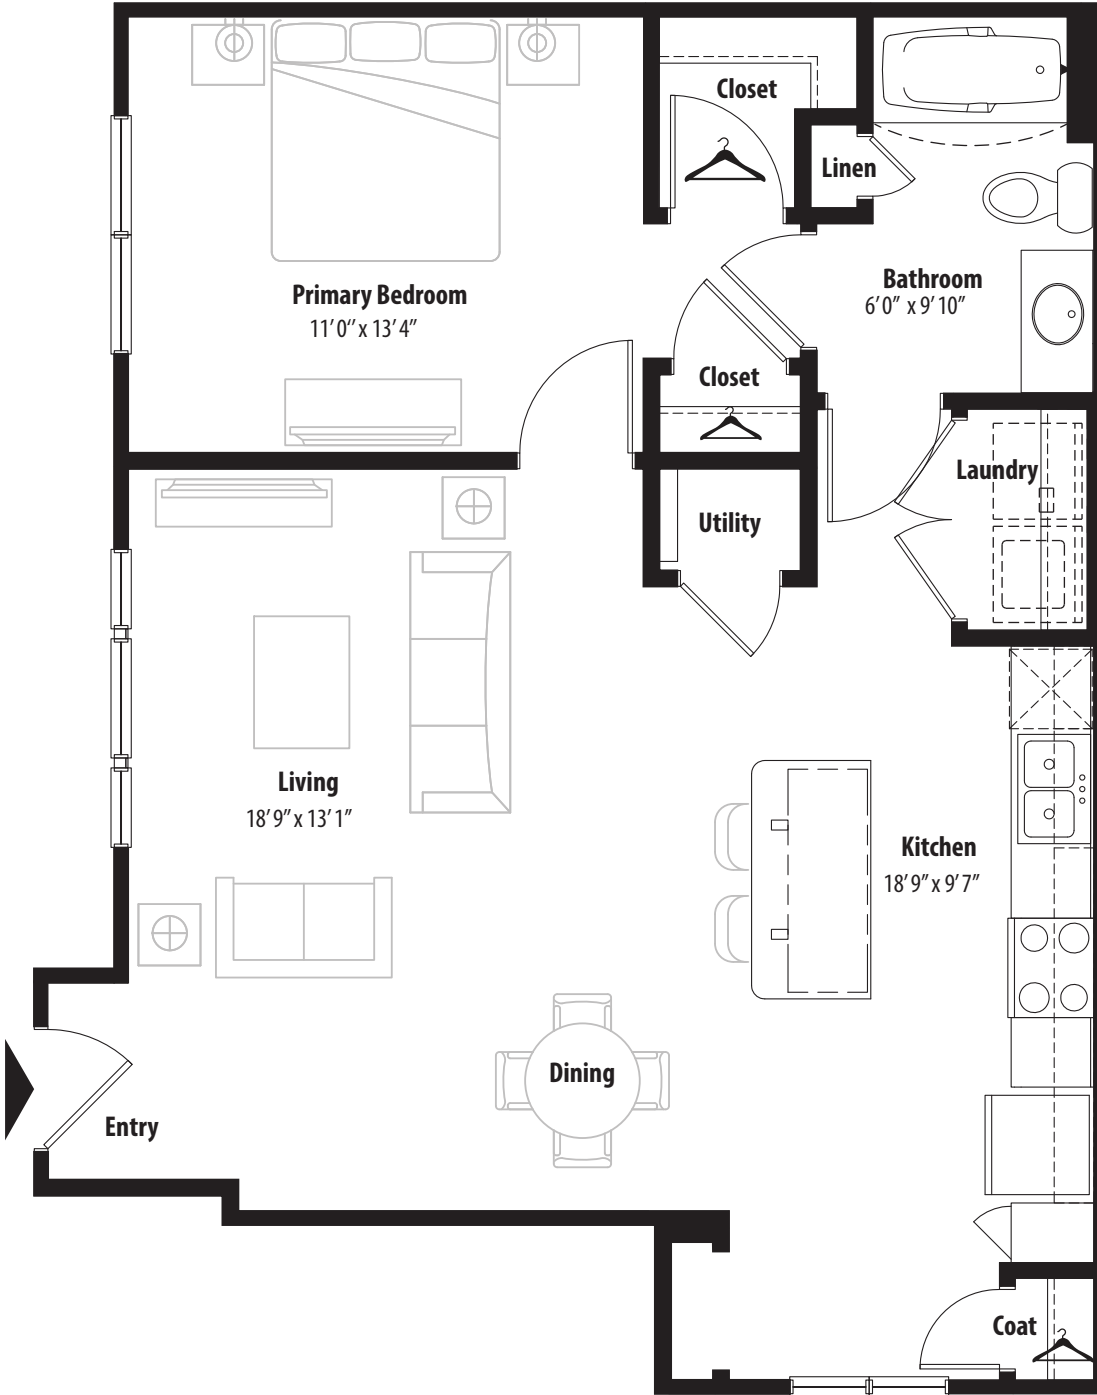 Closet
Linen
Bathroom
6’0” x 9’10”
Primary Bedroom
11’0” x 13’4”
Closet
Laundry
Utility
Living
18’9” x 13’1”
Kitchen
18’9” x 9’7”
Dining
Entry
Coat